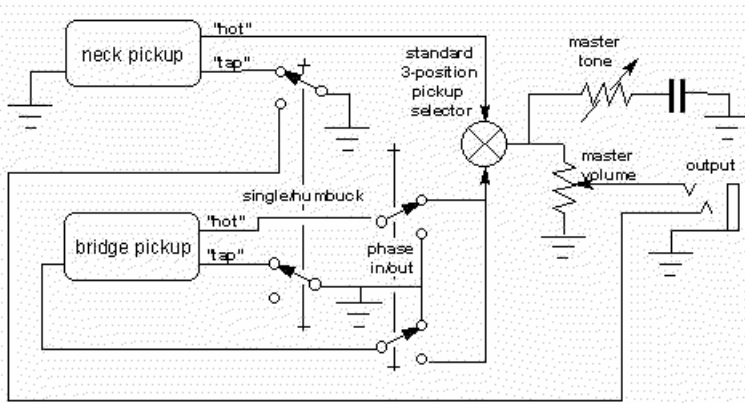 "hot"
neck pickup
"tap"
standard
3-position
pickup
selector
master
tone
master
volume
output
single/humbuck
"hot"
bridge pickup
"tap"
phase
in/out